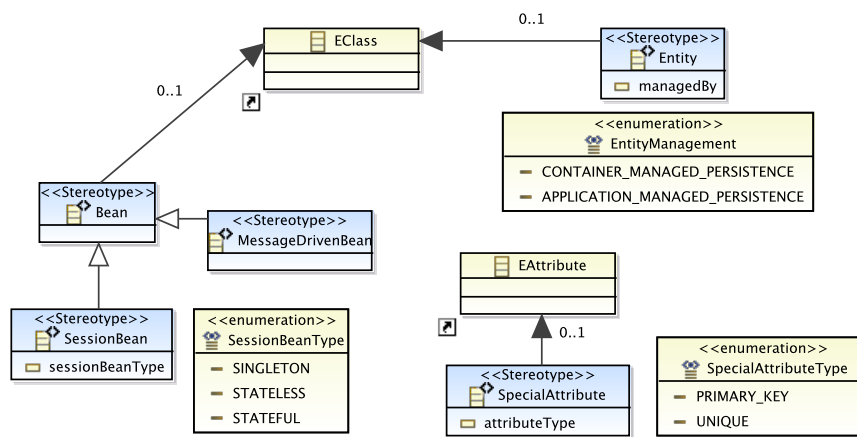 0..1
EClass
<<Stereotype>>
Entity
managedBy
0..1
<<enumeration>>
EntityManagement
CONTAINER_MANAGED_PERSISTENCE
APPLICATION_MANAGED_PERSISTENCE
<<Stereotype>>
Bean
<<Stereotype>>
MessageDrivenBean
EAttribute
<<Stereotype>>
SessionBean
sessionBeanType
<<enumeration>>
SessionBeanType
SINGLETON
STATELESS
STATEFUL
0..1
<<Stereotype>>
SpecialAttribute
attributeType
<<enumeration>>
SpecialAttributeType
PRIMARY_KEY
UNIQUE